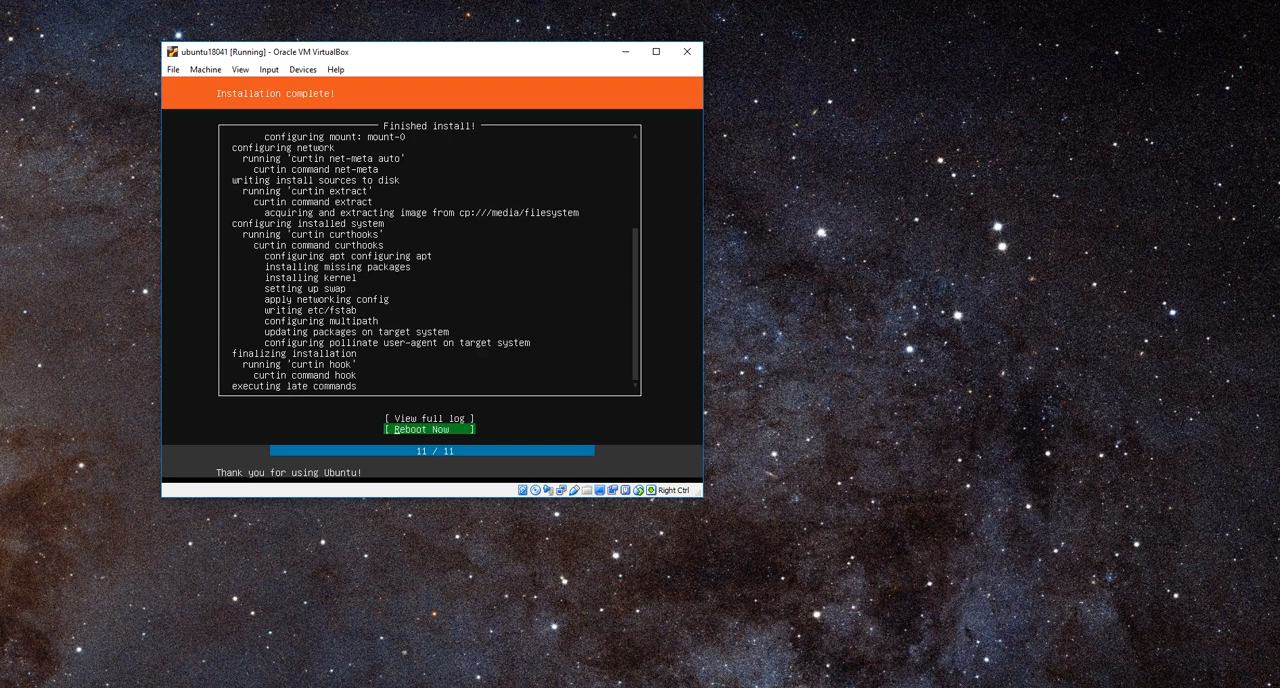 ubuntu18041 [Running] - Oracle VM VirtualBox
File Machine View Input Devices Help
Installation complete!
Finished install!
configuring mount: mount-0
configuring network
running 'curtin net-meta auto'
curtin command net-meta
writing install sources to disk
running 'curtin extract'
curtin command extract
acquiring and extracting image from cp:///media/filesystem
configuring installed system
running 'curtin curthooks'
curtin command curthooks
configuring apt configuring apt
installing missing packages
installing kernel
setting up swap
apply networking config
writing etc/fstab
configuring multipath
updating packages on target system
configuring pollinate user-agent on target system
finalizing installation
running 'curtin hook'
curtin command hook
executing late commands
[ View full log ]
[ Reboot Now ]
11 / 11
Thank you for using Ubuntu!
Right Ctrl